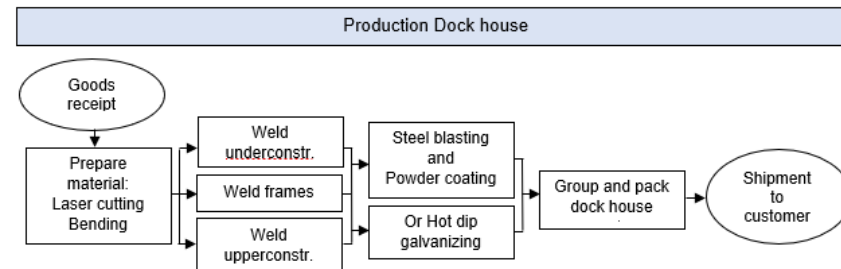 Production Dock house
Goods
receipt
Prepare
material:
Laser cutting
Bending
Weld
underconstr.
Weld frames
Weld
upperconstr.
Steel blasting
and
Powder coating
Or Hot dip
galvanizing
Group and pack
dock house
.
Shipment
to
customer